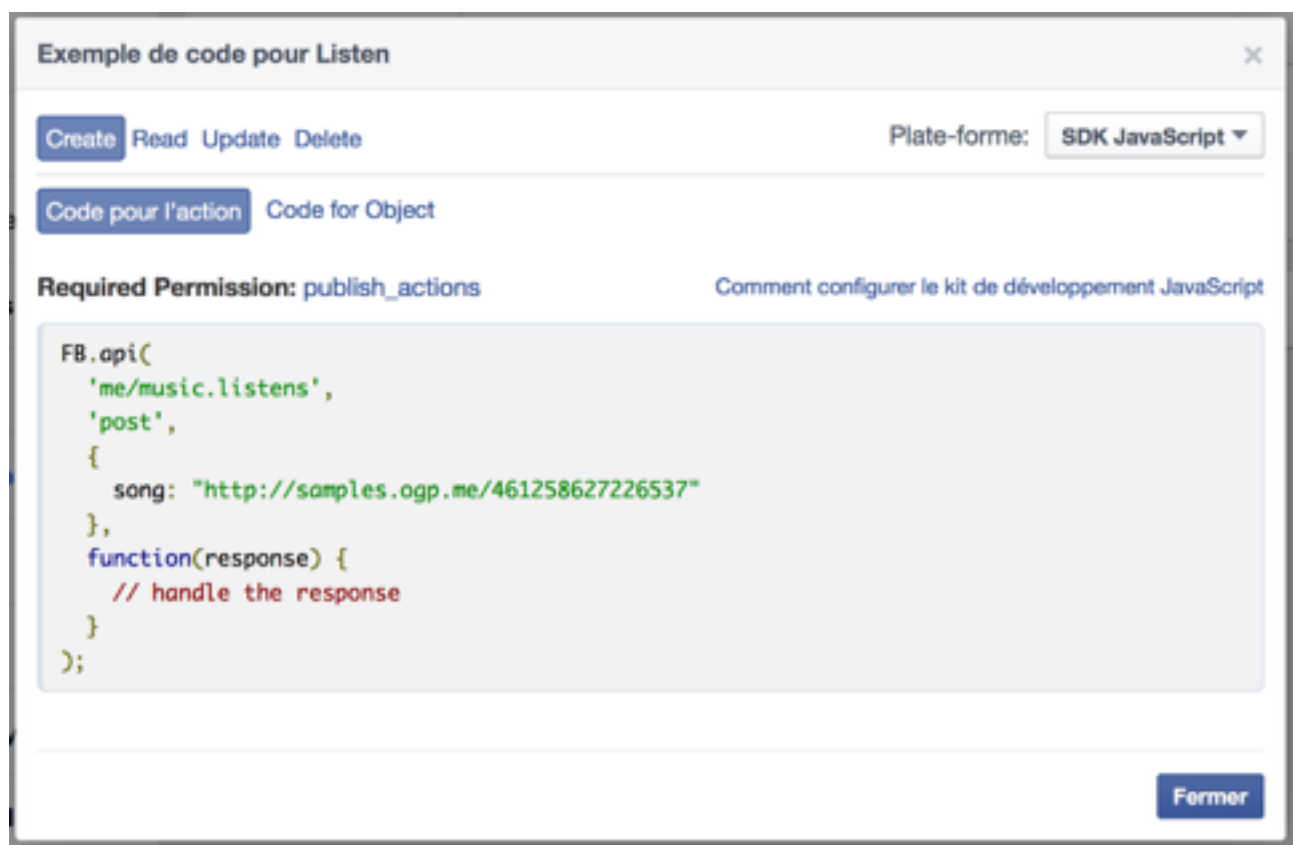 Exemple de code pour Listen ×
Create Read Update Delete Plate-forme: SDK JavaScript
Code pour l'action Code for Object
Required Permission: publish_actions Comment configurer le kit de développement JavaScript
FB.api(
'me/music.listens',
'post',
{
song: "http://samples.ogp.me/461258627226537"
},
function(response) {
// handle the response
}
);
Fermer